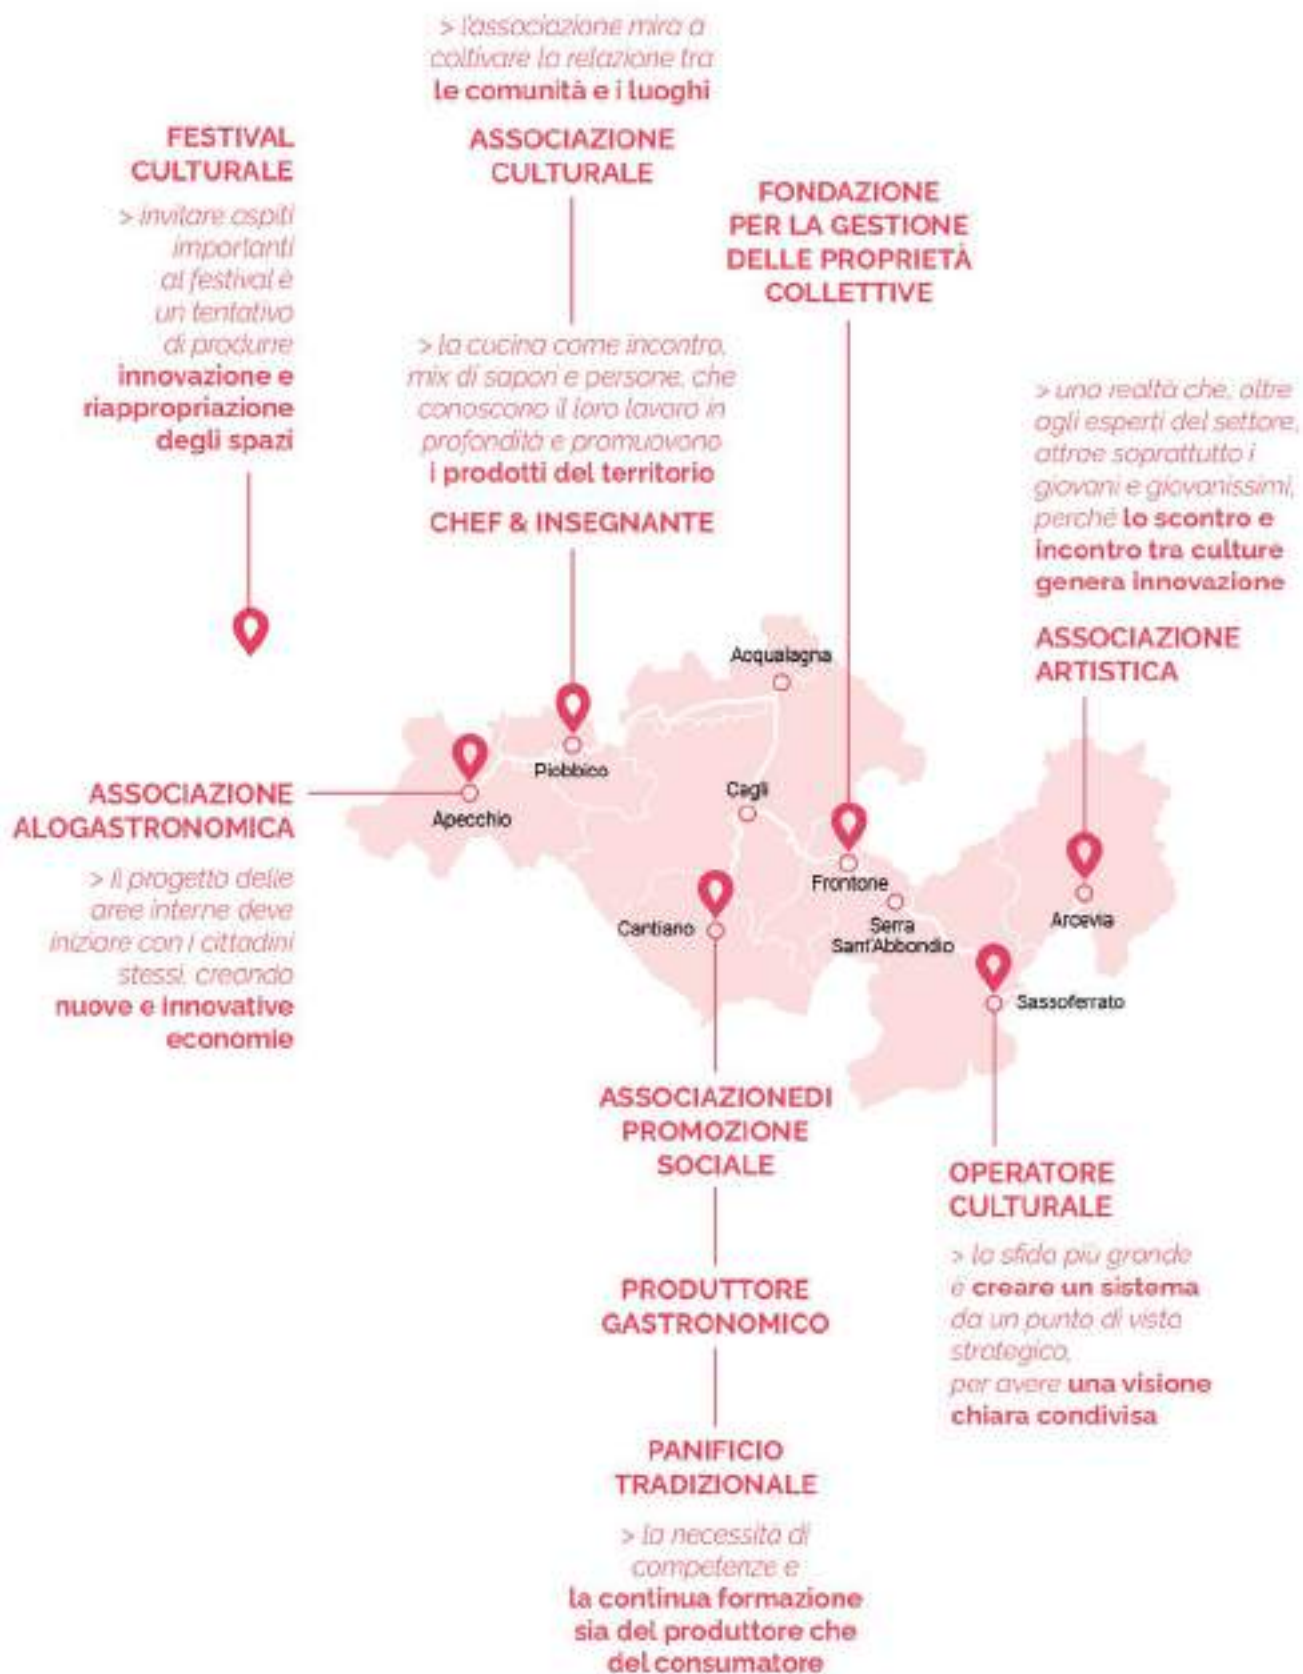 > l'associazione mira a
coltivare la relazione tra
le comunità e i luoghi
ASSOCIAZIONE
CULTURALE
FESTIVAL
CULTURALE
> invitare ospiti
importanti
al festival è
un tentativo
di produrre
innovazione e
riappropriazione
degli spazi
> la cucina come incontro,
mix di sapori e persone, che
conoscono il loro lavoro in
profondità e promuovono
i prodotti del territorio
CHEF & INSEGNANTE
FONDAZIONE
PER LA GESTIONE
DELLE PROPRIETÀ
COLLETTIVE
> una realtà che, oltre
agli esperti del settore,
attrae soprattutto i
giovani e giovanissimi,
perché lo scontro e
incontro tra culture
genera innovazione
ASSOCIAZIONE
ARTISTICA
Acqualagna
Piobbico
Apecchio
Cagli
Frontone
Cantiano
Serra
Sant'Abbondio
Arcevia
Sassoferrato
ASSOCIAZIONE
ALOGASTRONOMICA
> il progetto delle
aree interne deve
iniziare con i cittadini
stessi, creando
nuove e innovative
economie
ASSOCIAZIONEDI
PROMOZIONE
SOCIALE
PRODUTTORE
GASTRONOMICO
PANIFICIO
TRADIZIONALE
> la necessità di
competenze e
la continua formazione
sia del produttore che
del consumatore
OPERATORE
CULTURALE
> la sfida più grande
è creare un sistema
da un punto di vista
strategico,
per avere una visione
chiara condivisa